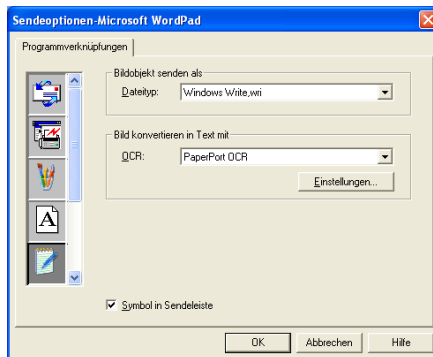 Sendeoptionen-Microsoft WordPad
Programmverknüpfungen
Bildobjekt senden als
Dateityp: Windows Write,wri
Bild konvertieren in Text mit
OCR: PaperPort OCR
Einstellungen...
A
Symbol in Sendeleiste
OK Abbrechen Hilfe